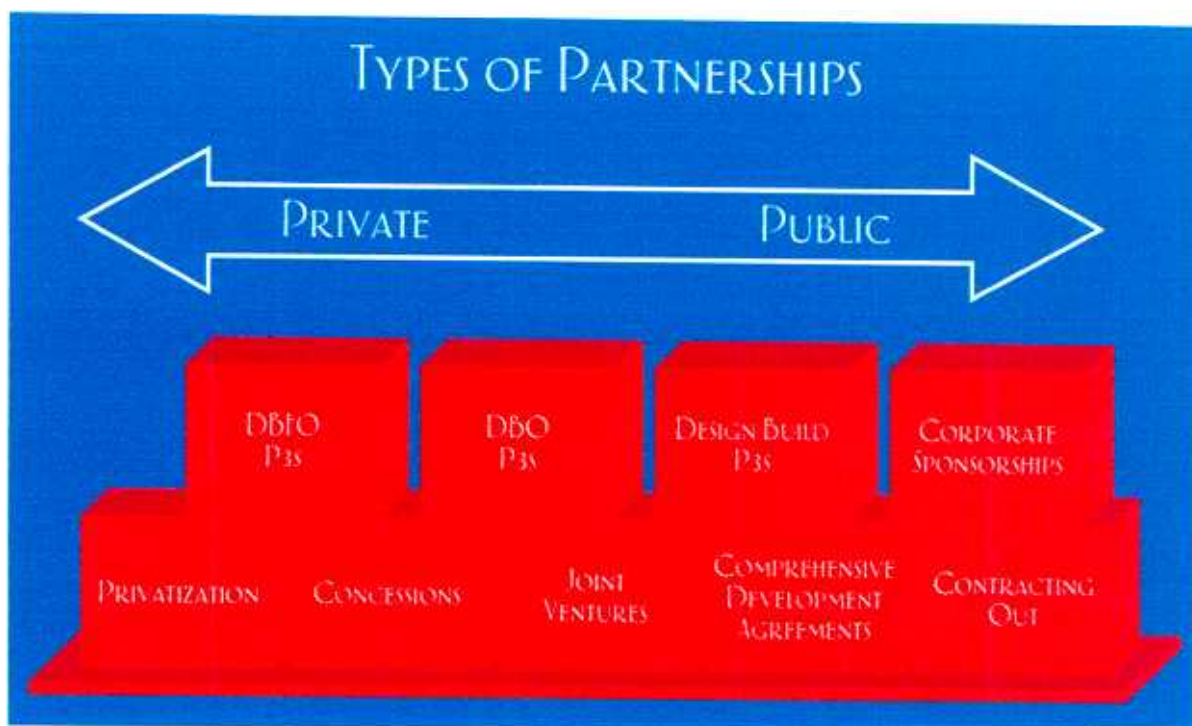 TYPES OF PARTNERSHIPS
PRIVATE
PUBLIC
DBFO
P3S
DBO
P3S
DESIGN BUILD
P3S
CORPORATE
SPONSORSHIPS
PRIVATIZATION
CONCESSIONS
JOINT
VENTURES
COMPREHENSIVE
DEVELOPMENT
AGREEMENTS
CONTRACTING
OUT